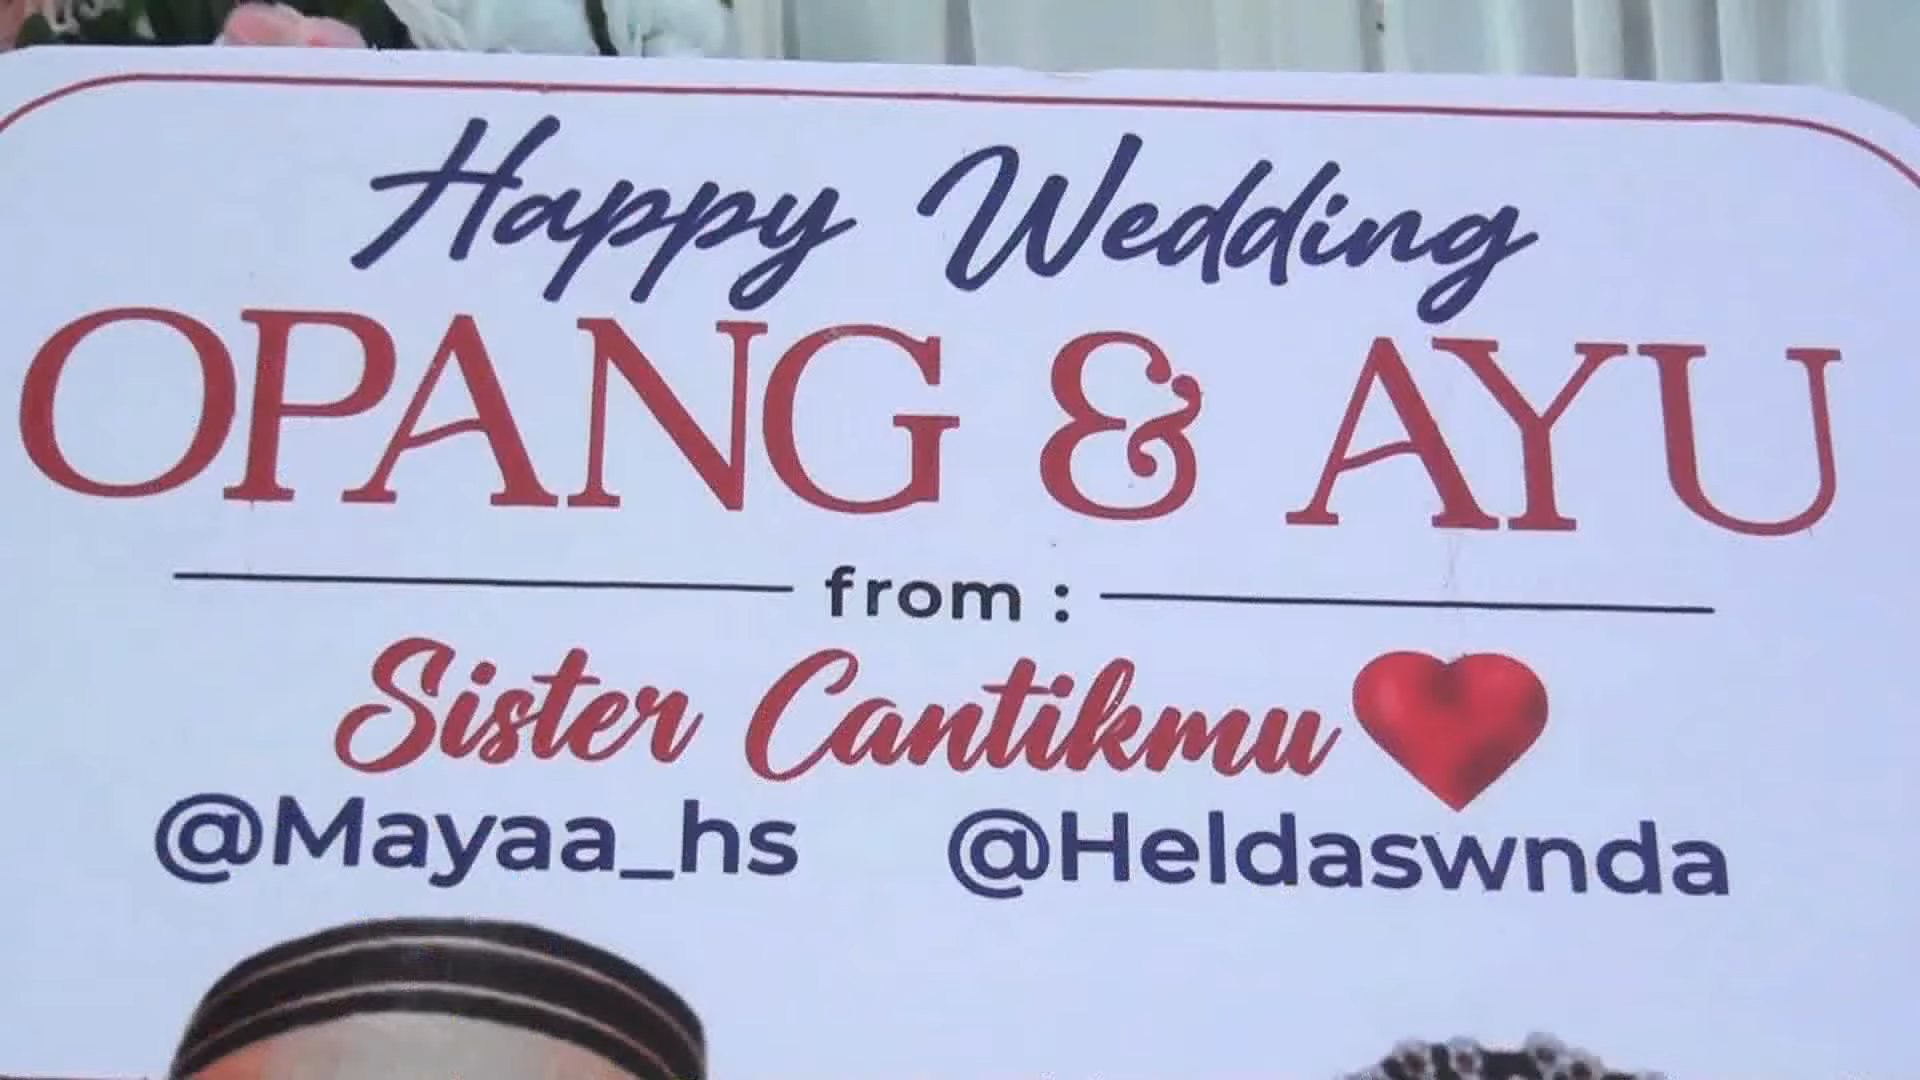 Happy Wedding
OPANG & AYU
from :
Sister Cantikmu
@Mayaa_hs @Heldaswnda